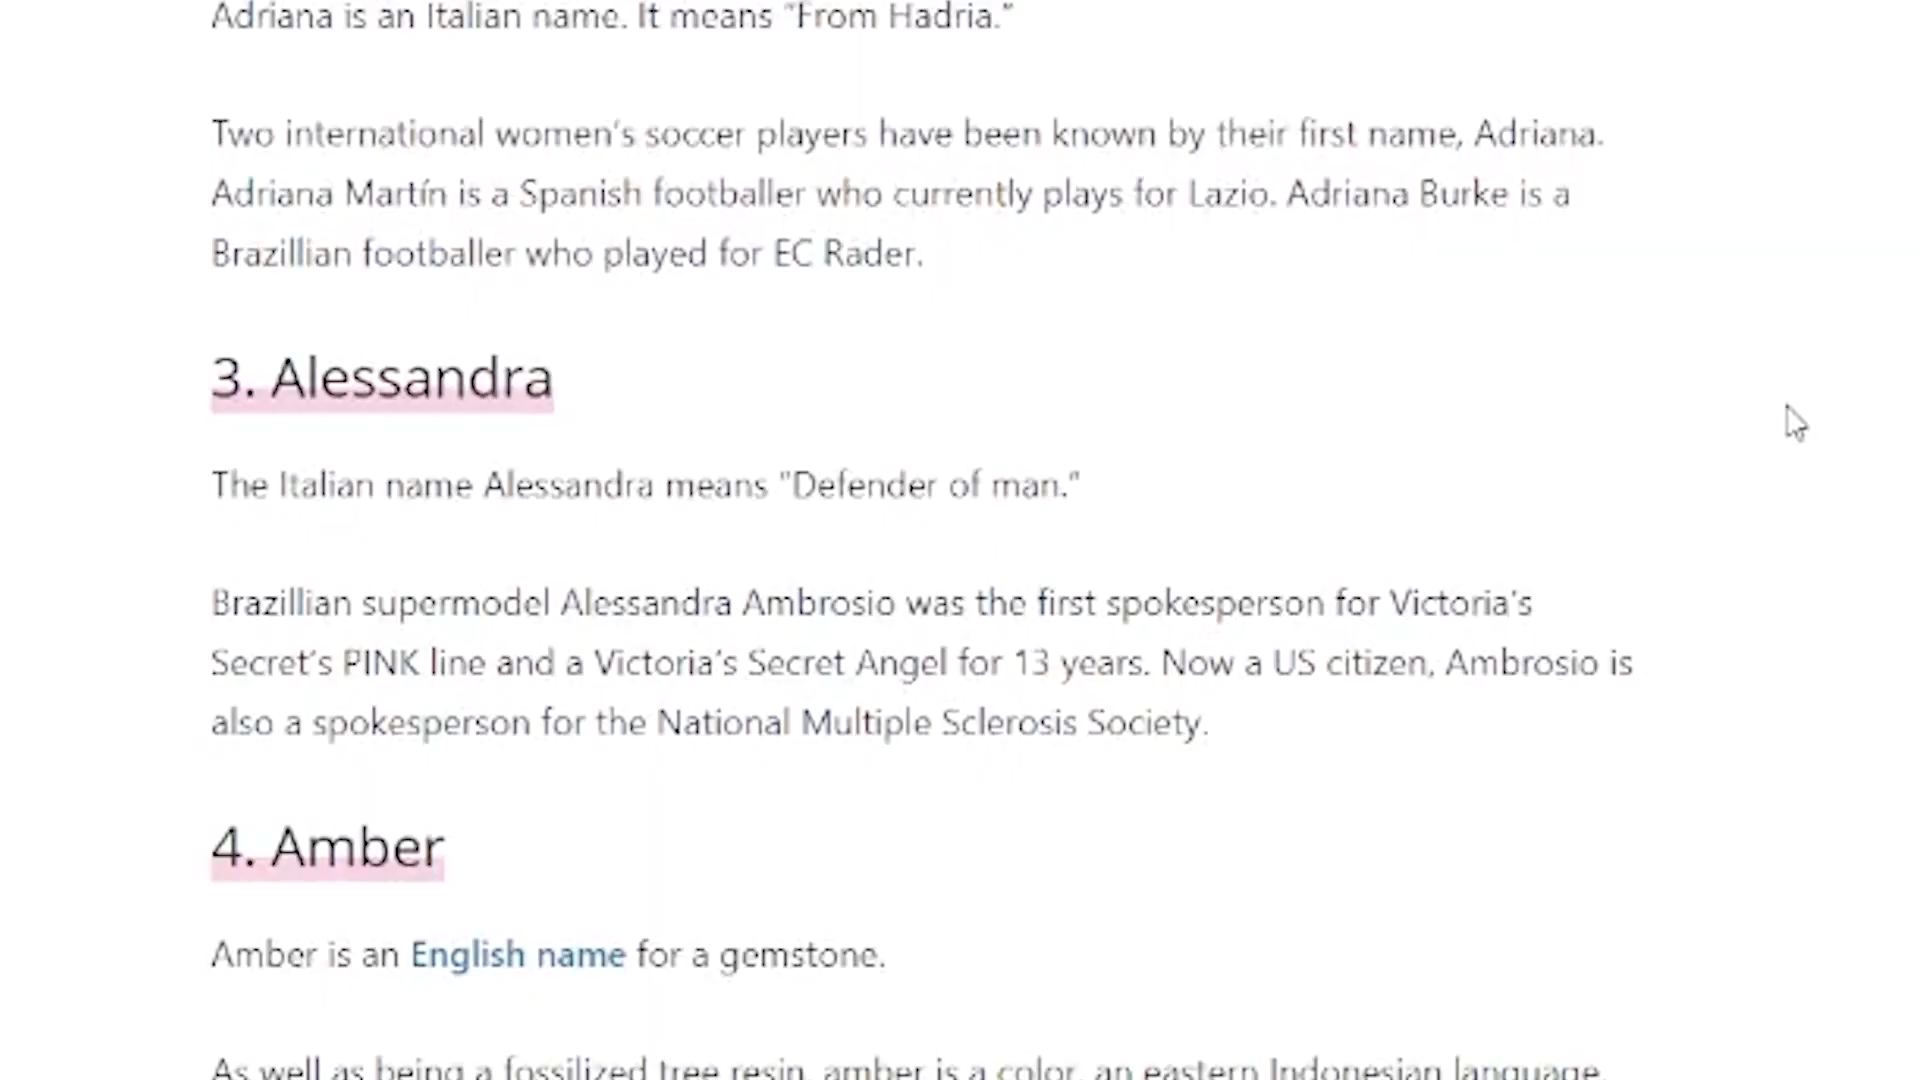 Adriana is an Italian name. It means "From Hadria."
Two international women's soccer players have been known by their first name, Adriana.
Adriana Martín is a Spanish footballer who currently plays for Lazio. Adriana Burke is a
Brazillian footballer who played for EC Rader.
3. Alessandra
The Italian name Alessandra means "Defender of man."
Brazillian supermodel Alessandra Ambrosio was the first spokesperson for Victoria's
Secret's PINK line and a Victoria's Secret Angel for 13 years. Now a US citizen, Ambrosio is
also a spokesperson for the National Multiple Sclerosis Society.
4. Amber
Amber is an English name for a gemstone.
As well as being a fossilized tree resin, amber is a color, an eastern Indonesian language,